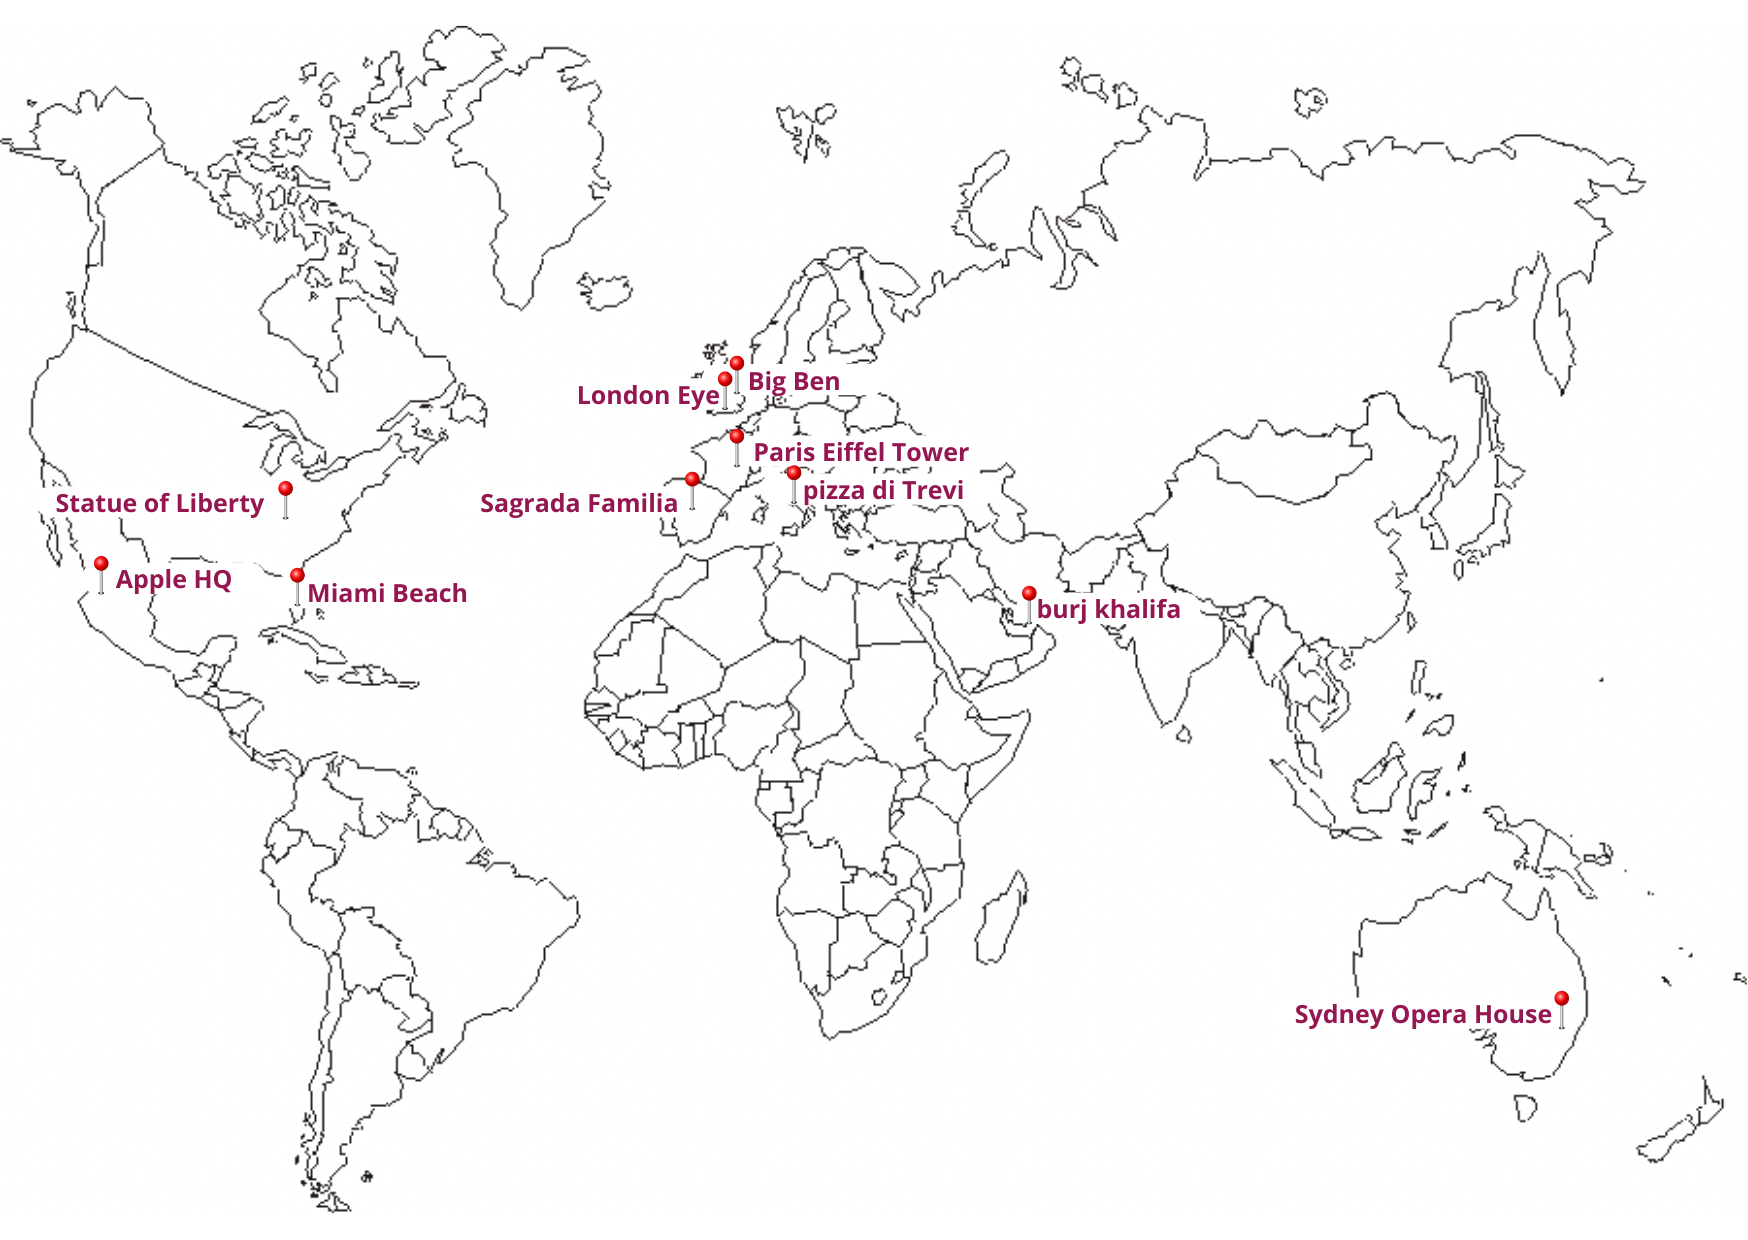 Big Ben
London Eye
Paris Eiffel Tower
pizza di Trevi
Sagrada Familia
Statue of Liberty
Apple HQ
Miami Beach
burj khalifa
Sydney Opera House